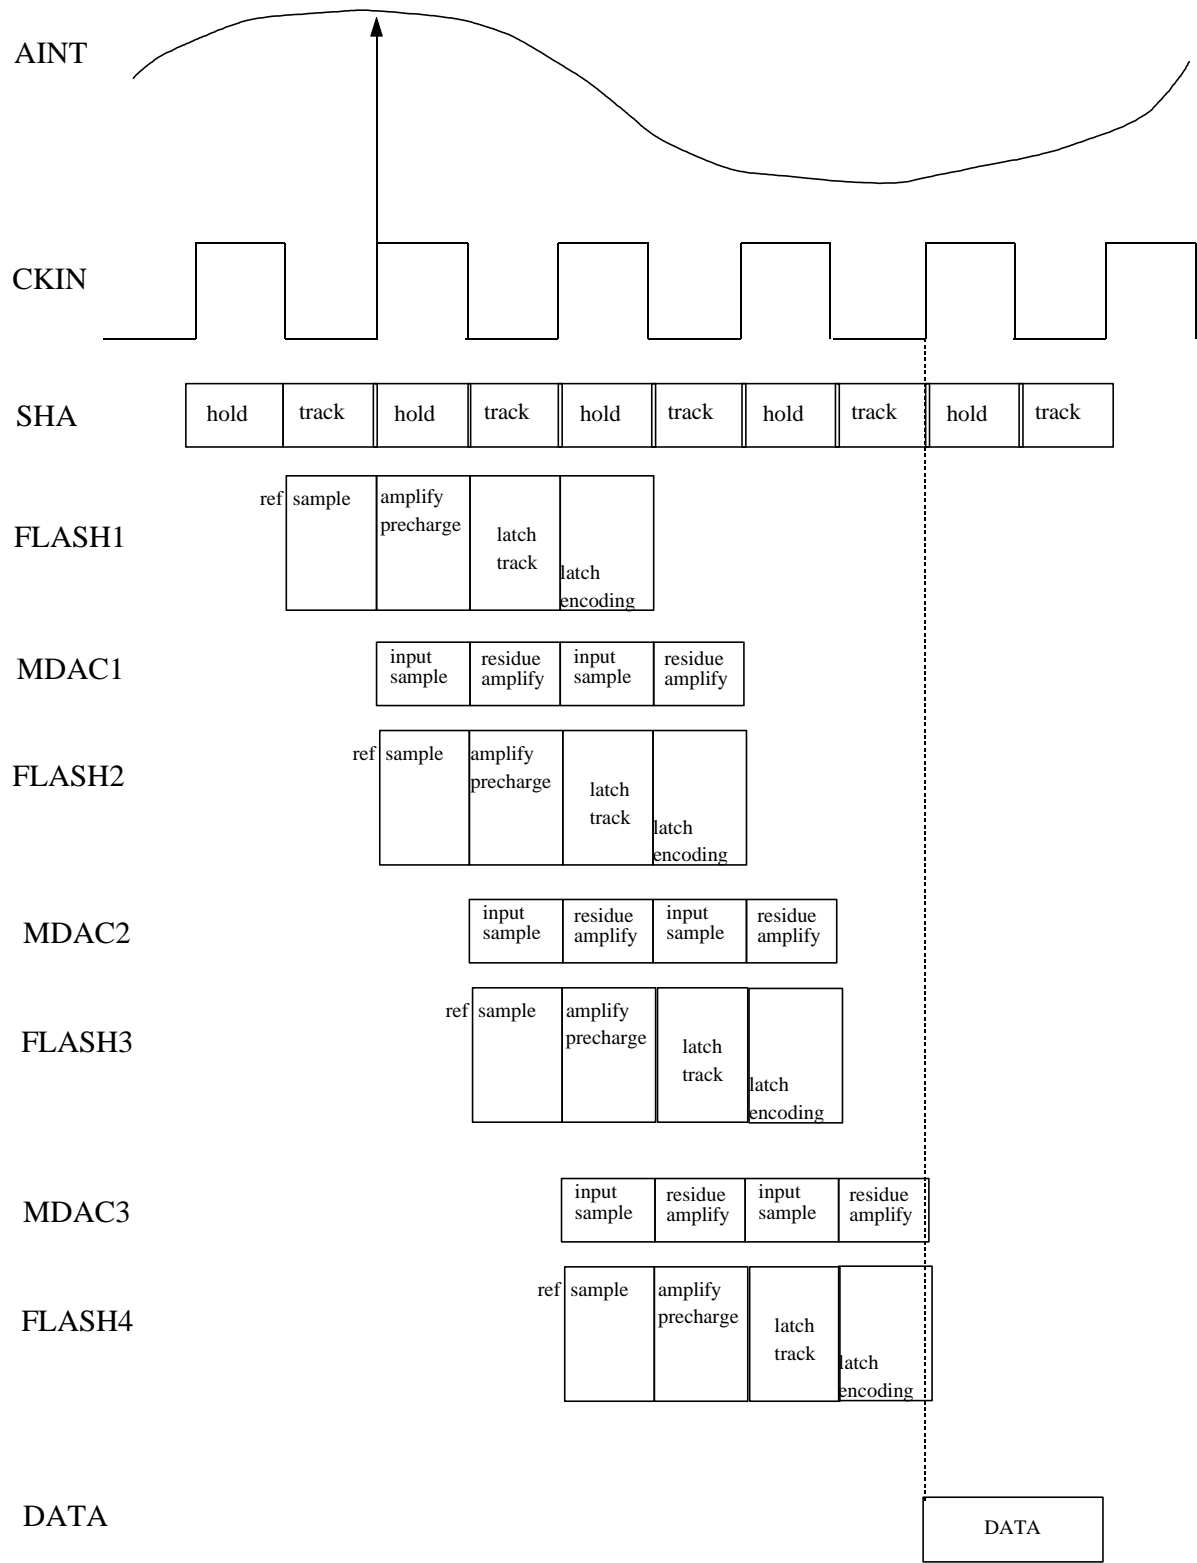 AINT
CKIN
SHA
hold track hold track hold track hold track hold track
FLASH1
ref sample
amplify
precharge
latch
track
latch
encoding
MDAC1
input
sample
residue
amplify
input
sample
residue
amplify
FLASH2
ref sample
amplify
precharge
latch
track
latch
encoding
MDAC2
input
sample
residue
amplify
input
sample
residue
amplify
FLASH3
ref sample
amplify
precharge
latch
track
latch
encoding
MDAC3
input
sample
residue
amplify
input
sample
residue
amplify
FLASH4
ref sample
amplify
precharge
latch
track
latch
encoding
DATA
DATA